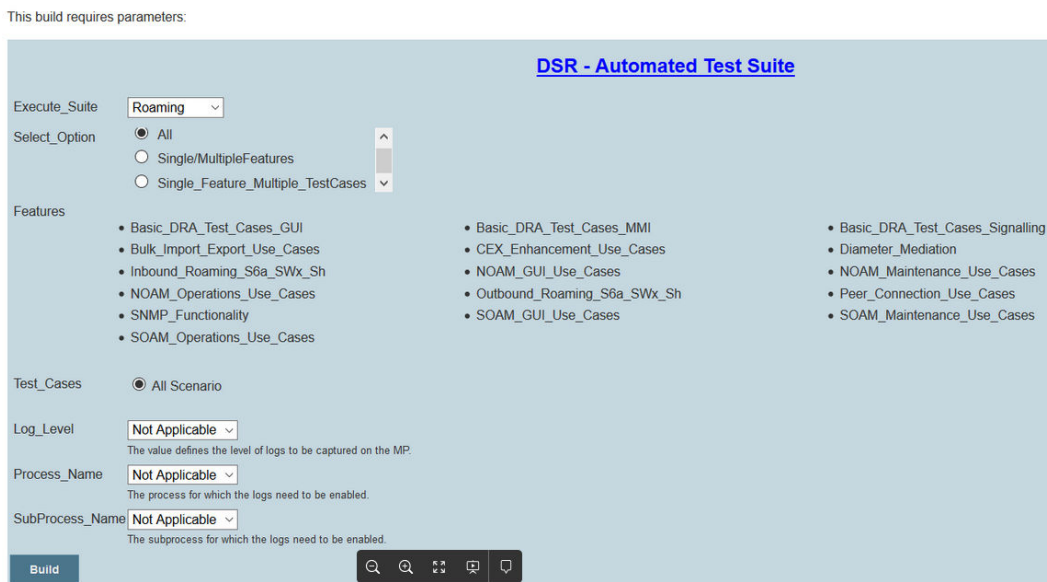 This build requires parameters:
DSR - Automated Test Suite
Execute_Suite Roaming
Select_Option All
Single/MultipleFeatures
Single_Feature_Multiple_TestCases
Features
Basic_DRA_Test_Cases_GUI Basic_DRA_Test_Cases_MMI Basic_DRA_Test_Cases_Signalling
Bulk_Import_Export_Use_Cases CEX_Enhancement_Use_Cases Diameter_Mediation
Inbound_Roaming_S6a_SWx_Sh NOAM_GUI_Use_Cases NOAM_Maintenance_Use_Cases
NOAM_Operations_Use_Cases Outbound_Roaming_S6a_SWx_Sh Peer_Connection_Use_Cases
SNMP_Functionality SOAM_GUI_Use_Cases SOAM_Maintenance_Use_Cases
SOAM_Operations_Use_Cases
Test_Cases All Scenario
Log_Level Not Applicable
The value defines the level of logs to be captured on the MP.
Process_Name Not Applicable
The process for which the logs need to be enabled.
SubProcess_Name Not Applicable
The subprocess for which the logs need to be enabled.
Build